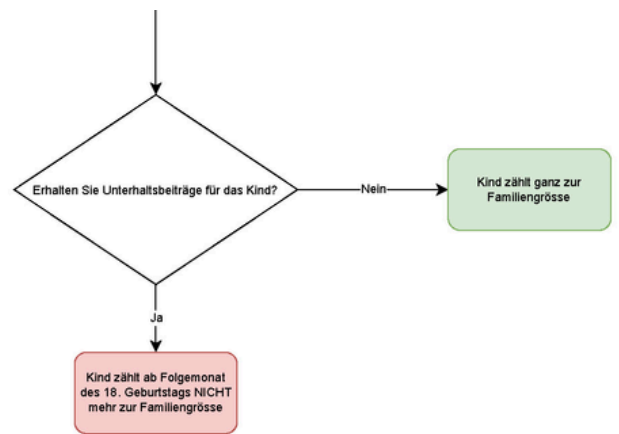 Erhalten Sie Unterhaltsbeiträge für das Kind?
Nein
Kind zählt ganz zur
Familiengrösse
Ja
Kind zählt ab Folgemonat
des 18. Geburtstags NICHT
mehr zur Familiengrösse